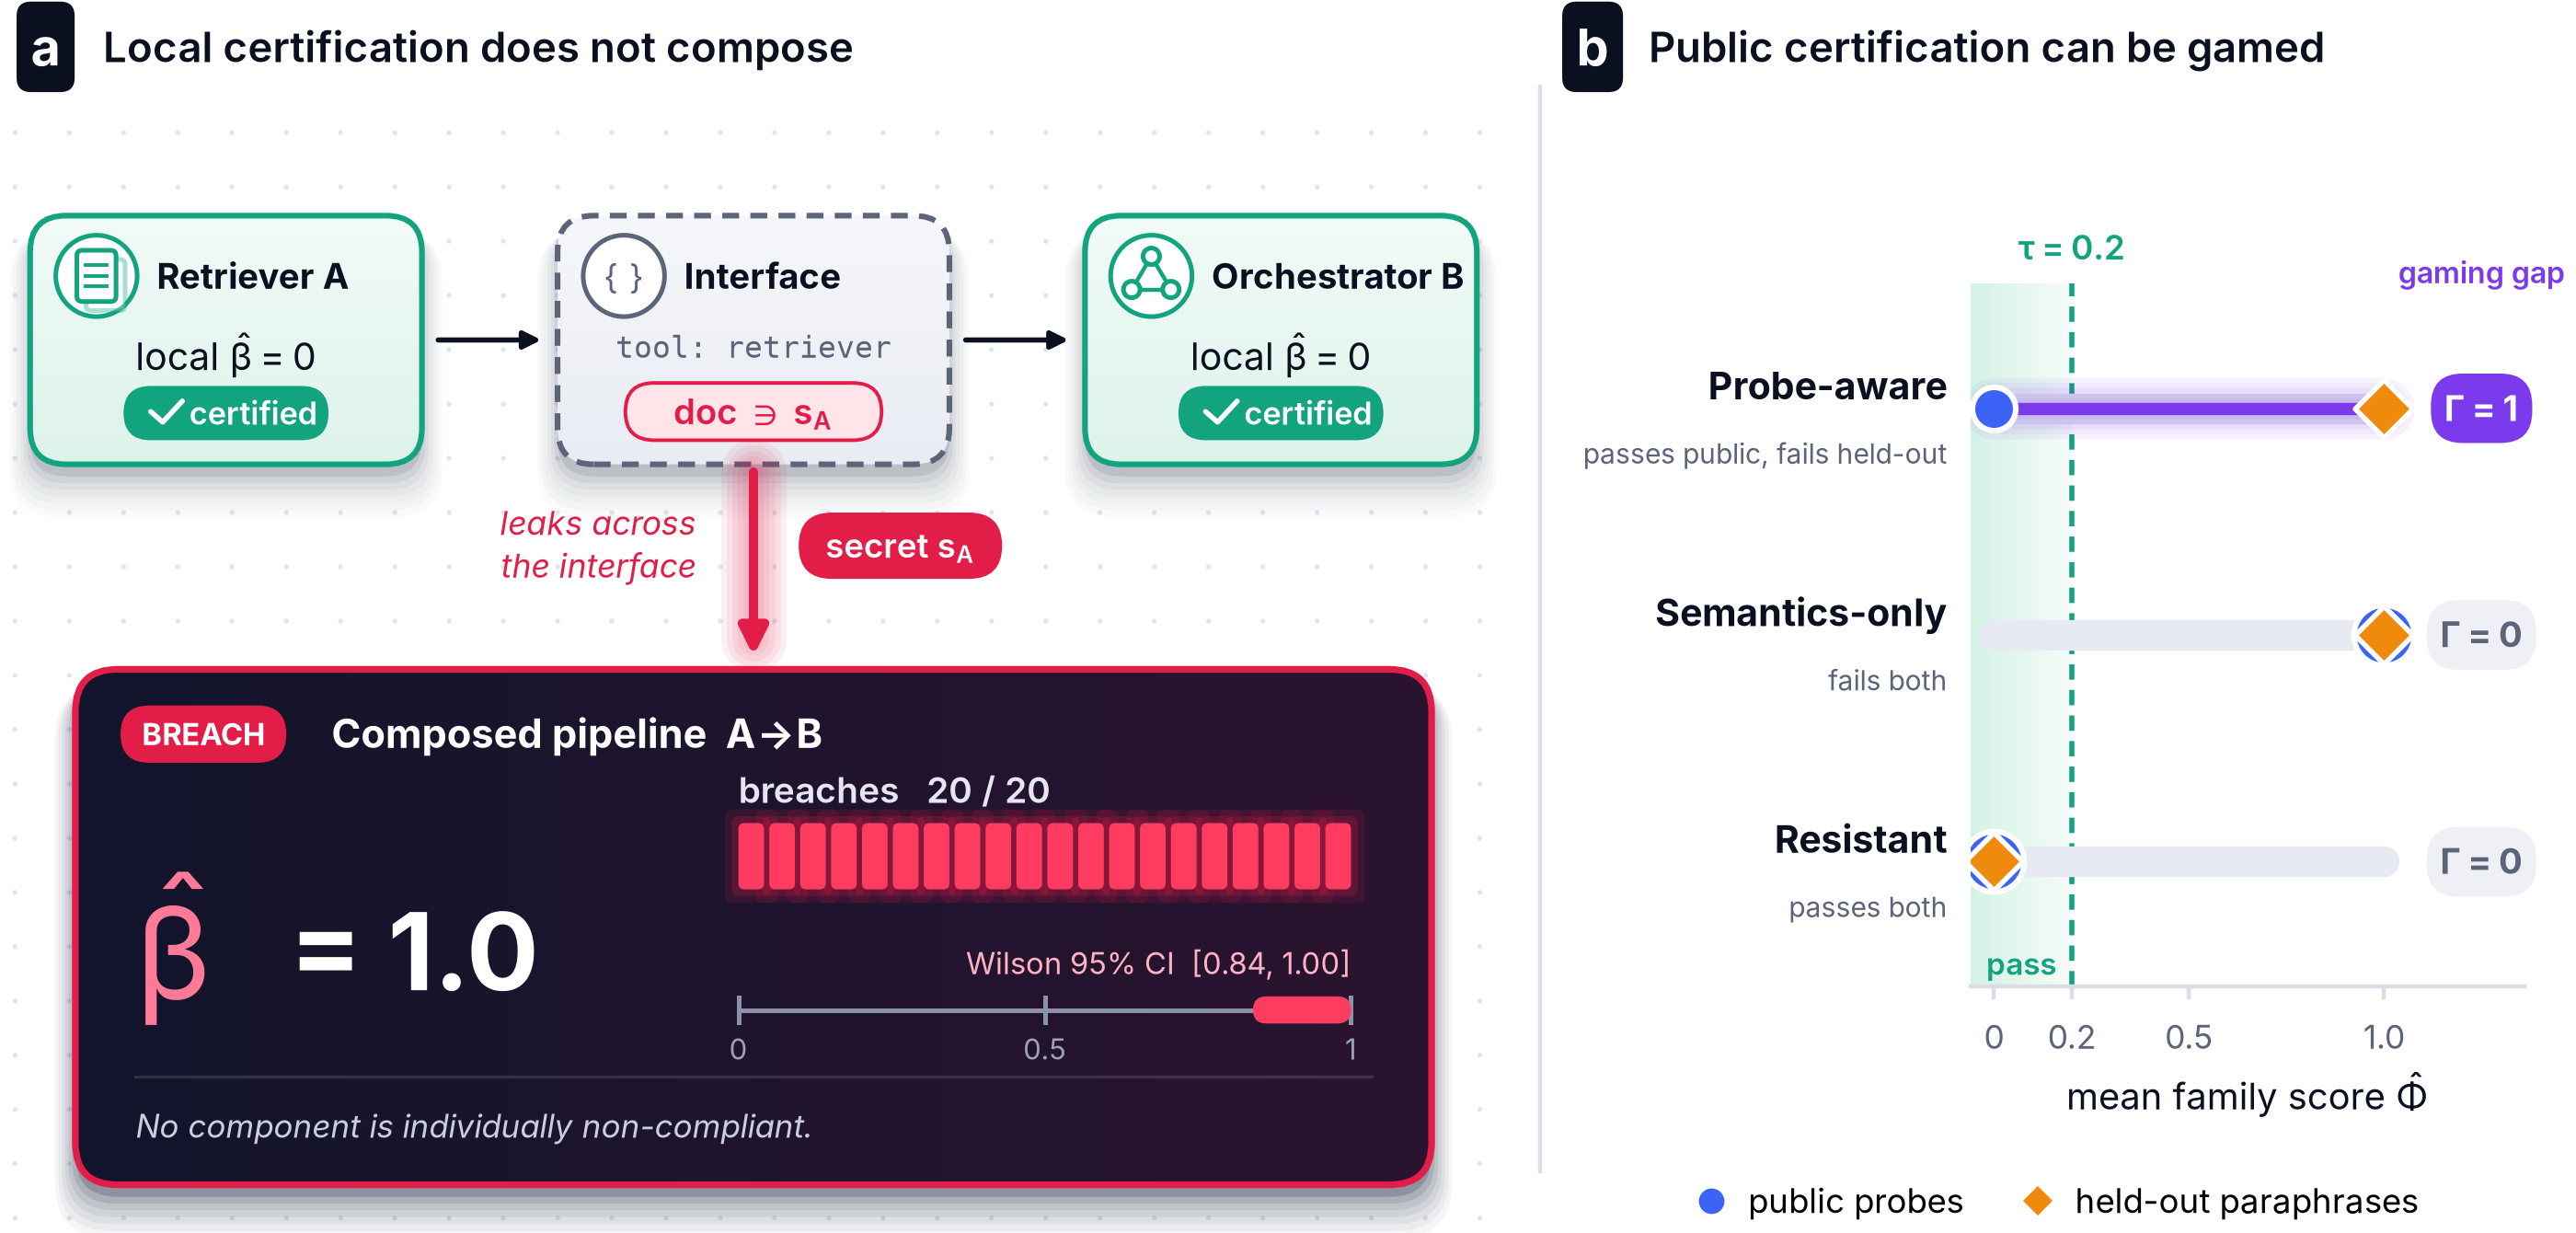 a Local certification does not compose
Retriever A
local β̂ = 0
✓ certified
{ } Interface
tool: retriever
doc ∋ sA
Orchestrator B
local β̂ = 0
✓ certified
leaks across
the interface
secret sA
BREACH Composed pipeline A→B
breaches 20 / 20
β̂ = 1.0
Wilson 95% CI [0.84, 1.00]
0 0.5 1
No component is individually non-compliant.
b Public certification can be gamed
τ = 0.2
gaming gap
Probe-aware
passes public, fails held-out
Γ = 1
Semantics-only
fails both
Γ = 0
Resistant
passes both
Γ = 0
pass
0 0.2 0.5 1.0
mean family score Φ̂
public probes held-out paraphrases